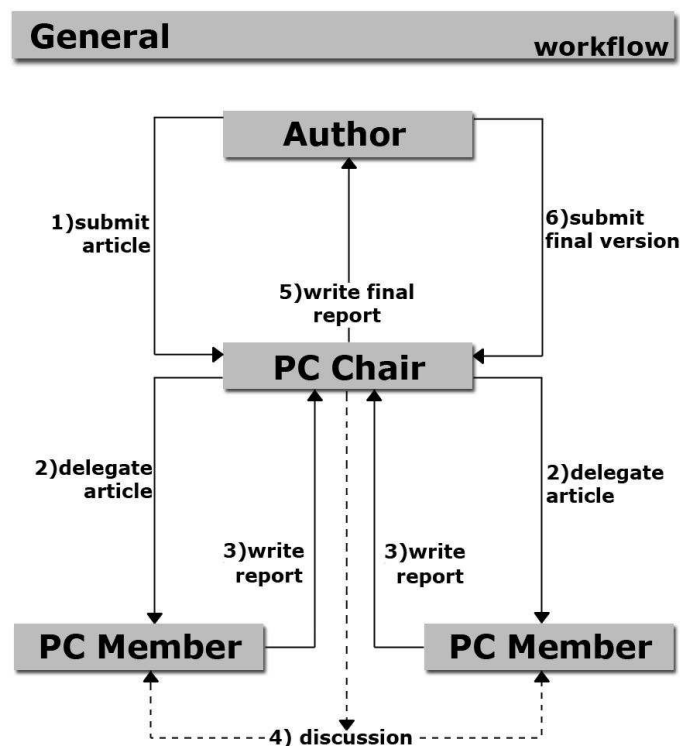 General
workflow
Author
1)submit
article
6)submit
final version
5)write final
report
PC Chair
2)delegate
article
2)delegate
article
3)write
report
3)write
report
PC Member
PC Member
4) discussion